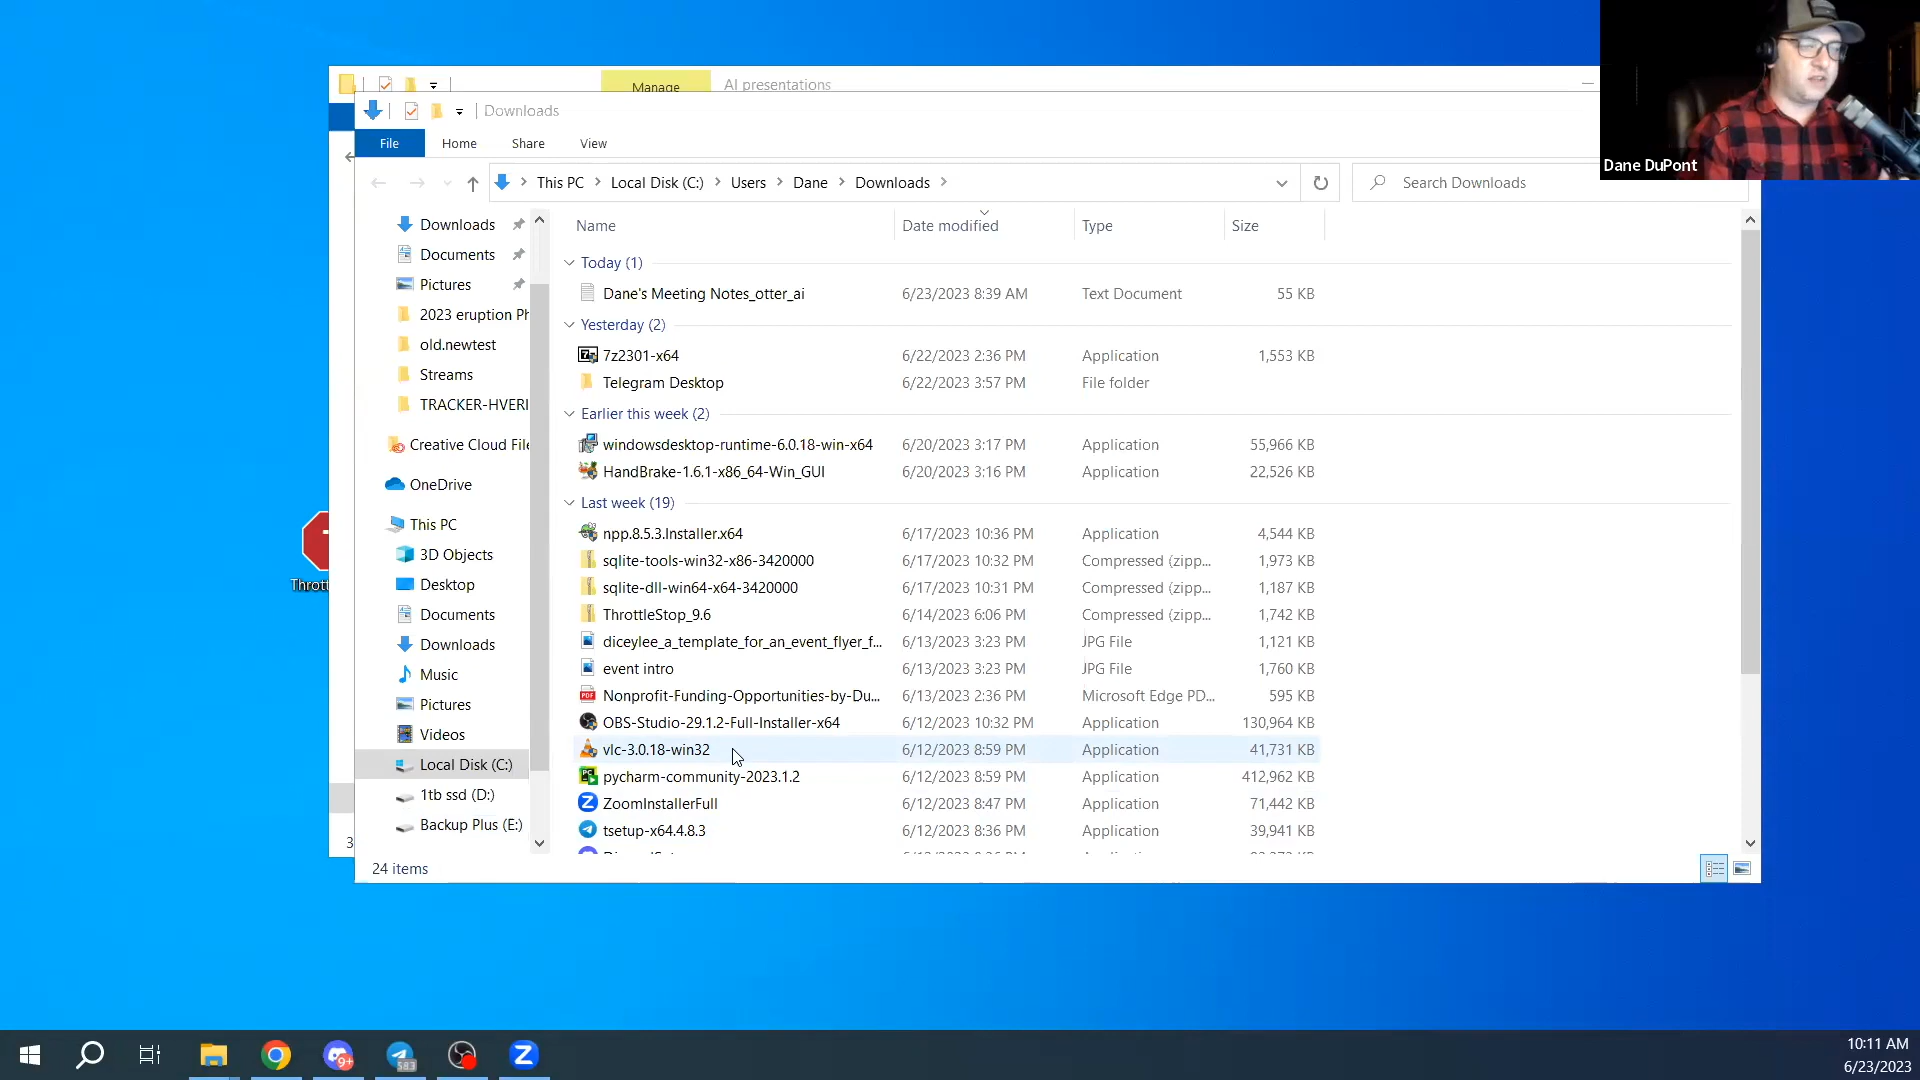 Manage AI presentations
Downloads
File Home Share View
This PC Local Disk (C:) Users Dane Downloads
Search Downloads
Dane DuPont
Downloads
Documents
Pictures
2023 eruption Ph
old.newtest
Streams
TRACKER-HVERI
Creative Cloud File
OneDrive
This PC
3D Objects
Desktop
Documents
Downloads
Music
Pictures
Videos
Local Disk (C:)
1tb ssd (D:)
Backup Plus (E:)
Name Date modified Type Size
Today (1)
Dane's Meeting Notes_otter_ai 6/23/2023 8:39 AM Text Document 55 KB
Yesterday (2)
7z2301-x64 6/22/2023 2:36 PM Application 1,553 KB
Telegram Desktop 6/22/2023 3:57 PM File folder
Earlier this week (2)
windowsdesktop-runtime-6.0.18-win-x64 6/20/2023 3:17 PM Application 55,966 KB
HandBrake-1.6.1-x86_64-Win_GUI 6/20/2023 3:16 PM Application 22,526 KB
Last week (19)
npp.8.5.3.Installer.x64 6/17/2023 10:36 PM Application 4,544 KB
sqlite-tools-win32-x86-3420000 6/17/2023 10:32 PM Compressed (zipp... 1,973 KB
sqlite-dll-win64-x64-3420000 6/17/2023 10:31 PM Compressed (zipp... 1,187 KB
ThrottleStop_9.6 6/14/2023 6:06 PM Compressed (zipp... 1,742 KB
diceylee_a_template_for_an_event_flyer_f... 6/13/2023 3:23 PM JPG File 1,121 KB
event intro 6/13/2023 3:23 PM JPG File 1,760 KB
Nonprofit-Funding-Opportunities-by-Du... 6/13/2023 2:36 PM Microsoft Edge PD... 595 KB
OBS-Studio-29.1.2-Full-Installer-x64 6/12/2023 10:32 PM Application 130,964 KB
vlc-3.0.18-win32 6/12/2023 8:59 PM Application 41,731 KB
pycharm-community-2023.1.2 6/12/2023 8:59 PM Application 412,962 KB
ZoomInstallerFull 6/12/2023 8:47 PM Application 71,442 KB
tsetup-x64.4.8.3 6/12/2023 8:36 PM Application 39,941 KB
24 items
3
Thrott
9+
583
10:11 AM
6/23/2023